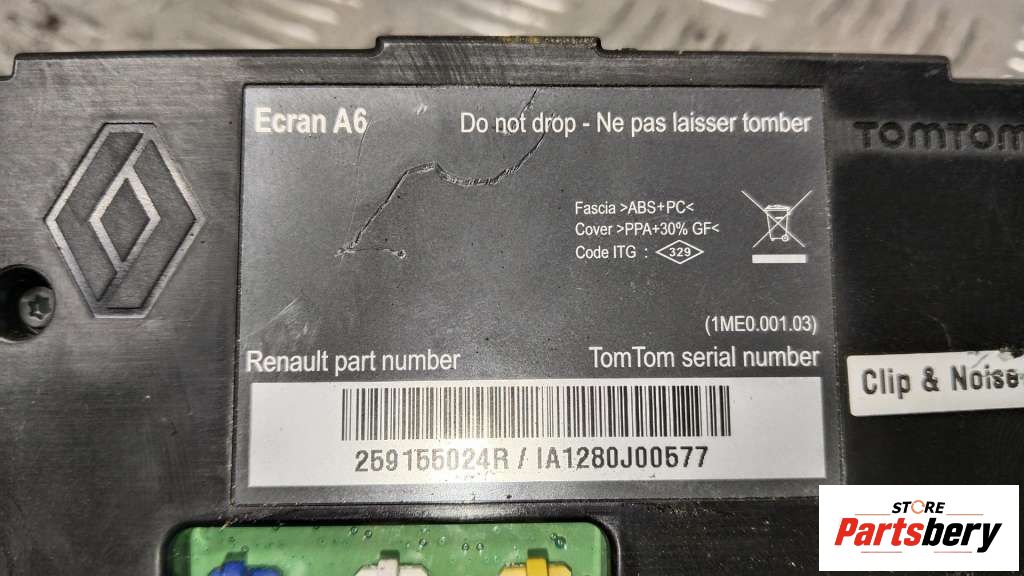 Ecran A6
Do not drop - Ne pas laisser tomber
TOMTOM
Fascia >ABS+PC<
Cover >PPA+30% GF<
Code ITG : 329
(1ME0.001.03)
Renault part number
TomTom serial number
Clip & Noise
259155024R / IA1280J00577
STORE
Partsbery